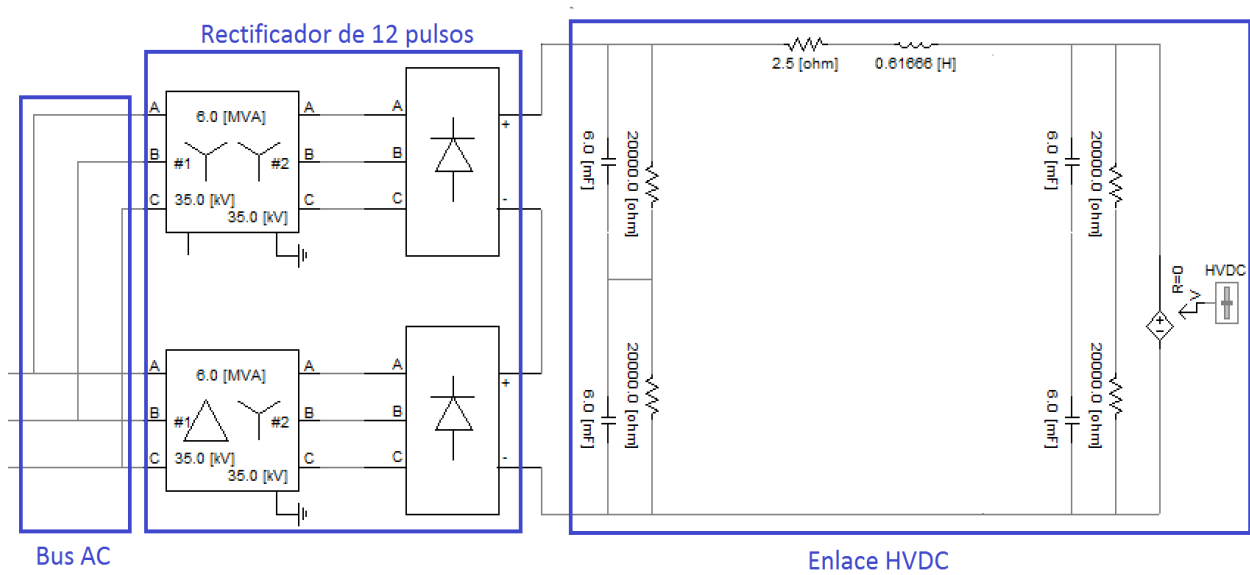 Rectificador de 12 pulsos
A
6.0 [MVA]
A
A
+
B
#1
#2
B
B
C
35.0 [kV]
35.0 [kV]
C
C
-
A
6.0 [MVA]
A
A
+
B
#1
#2
B
B
C
35.0 [kV]
35.0 [kV]
C
C
-
2.5 [ohm]
0.61666 [H]
6.0 [mF]
20000.0 [ohm]
6.0 [mF]
20000.0 [ohm]
6.0 [mF]
20000.0 [ohm]
6.0 [mF]
20000.0 [ohm]
R=0
V
HVDC
+
-
Bus AC
Enlace HVDC